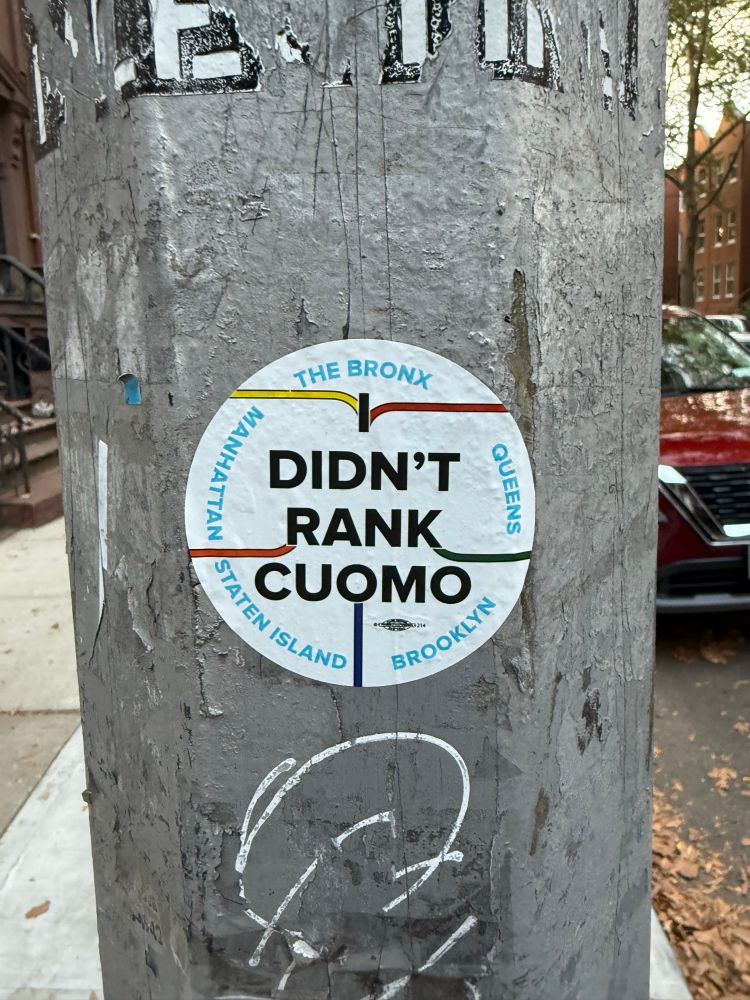 THE BRONX
MANHATTAN
QUEENS
DIDN'T
RANK
CUOMO
STATEN ISLAND
BROOKLYN